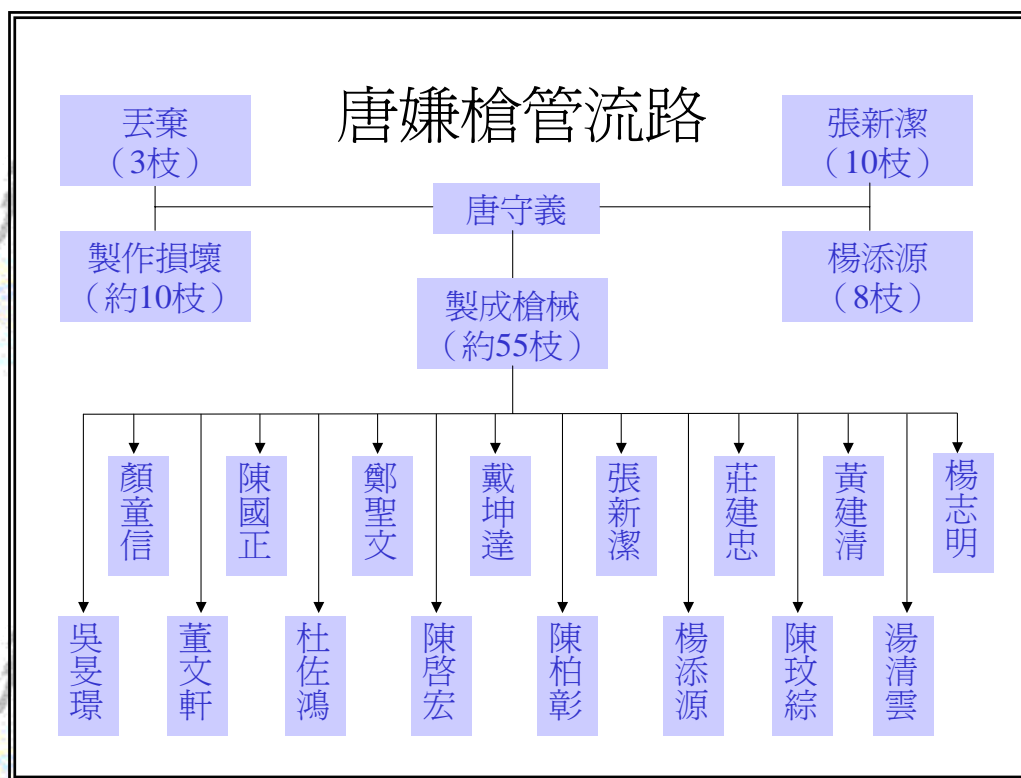 唐嫌槍管流路
丟棄
（3枝）
張新潔
（10枝）
唐守義
製作損壞
（約10枝）
楊添源
（8枝）
製成槍械
（約55枝）
顏童信
陳國正
鄭聖文
戴坤達
張新潔
莊建忠
黃建清
楊志明
吳旻璟
董文軒
杜佐鴻
陳啓宏
陳柏彰
楊添源
陳玟綜
湯清雲